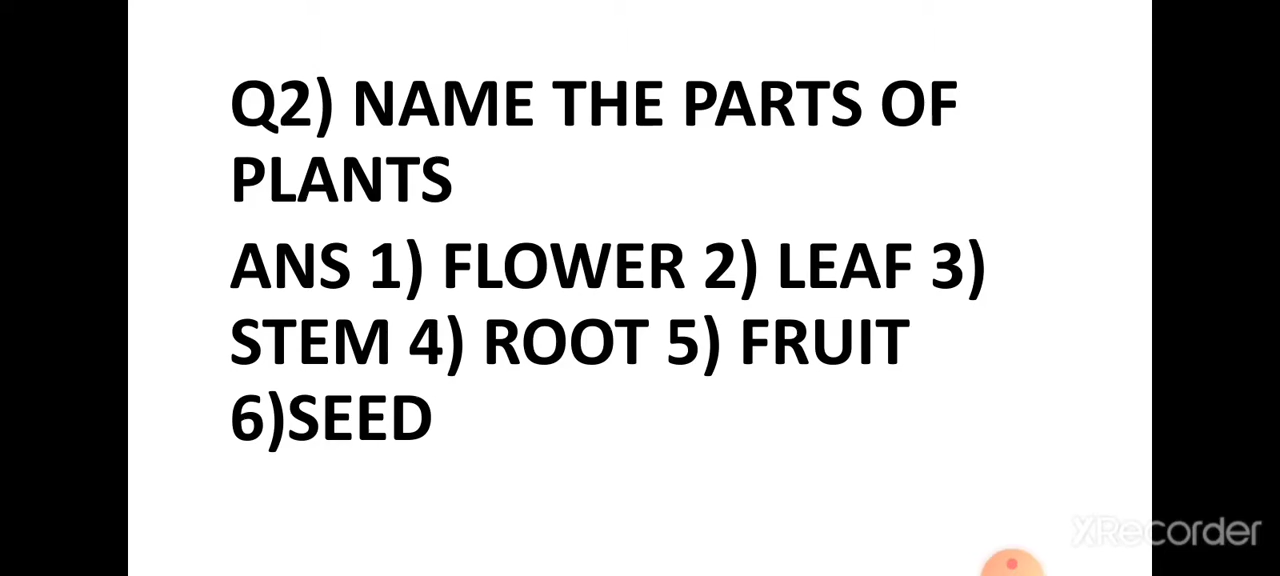 Q2) NAME THE PARTS OF
PLANTS
ANS 1) FLOWER 2) LEAF 3)
STEM 4) ROOT 5) FRUIT
6)SEED
XRecorder